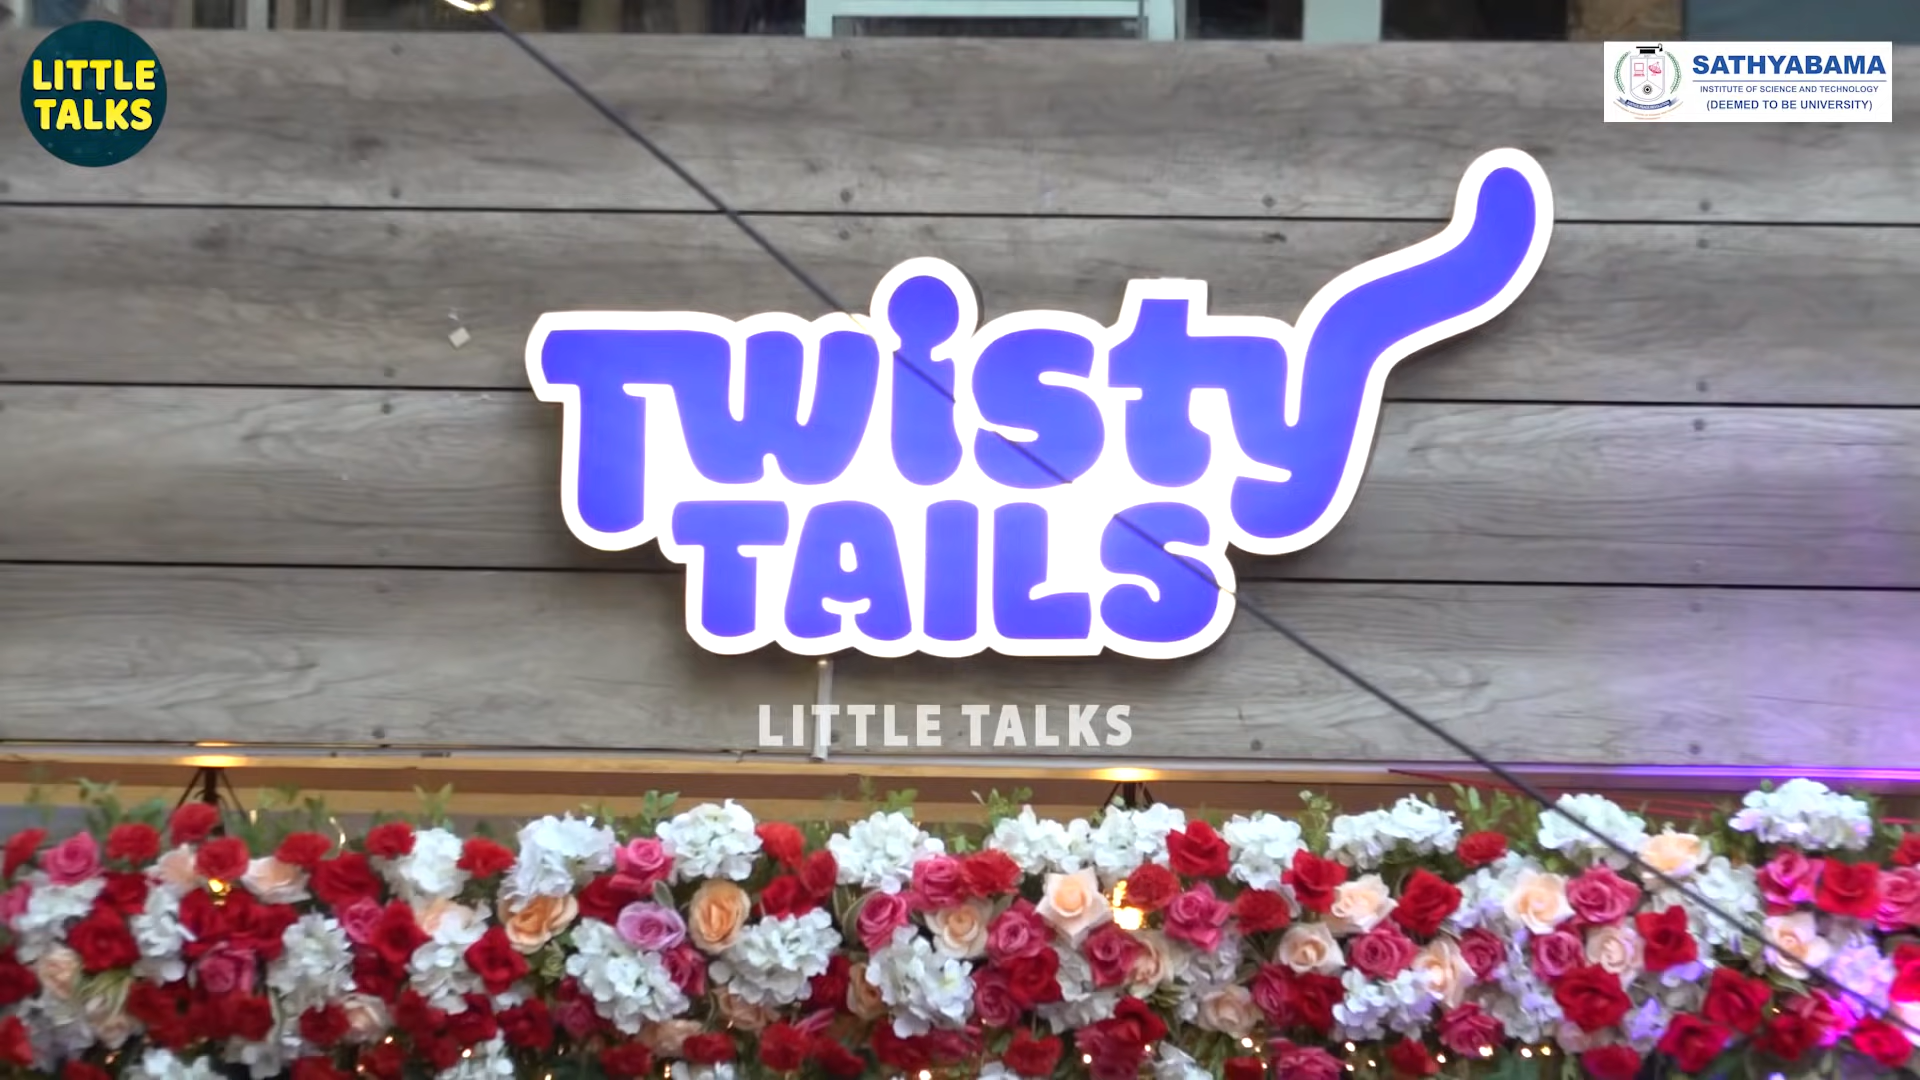 LITTLE
TALKS
SATHYABAMA
INSTITUTE OF SCIENCE AND TECHNOLOGY
(DEEMED TO BE UNIVERSITY)
Twisty
TAILS
LITTLE TALKS